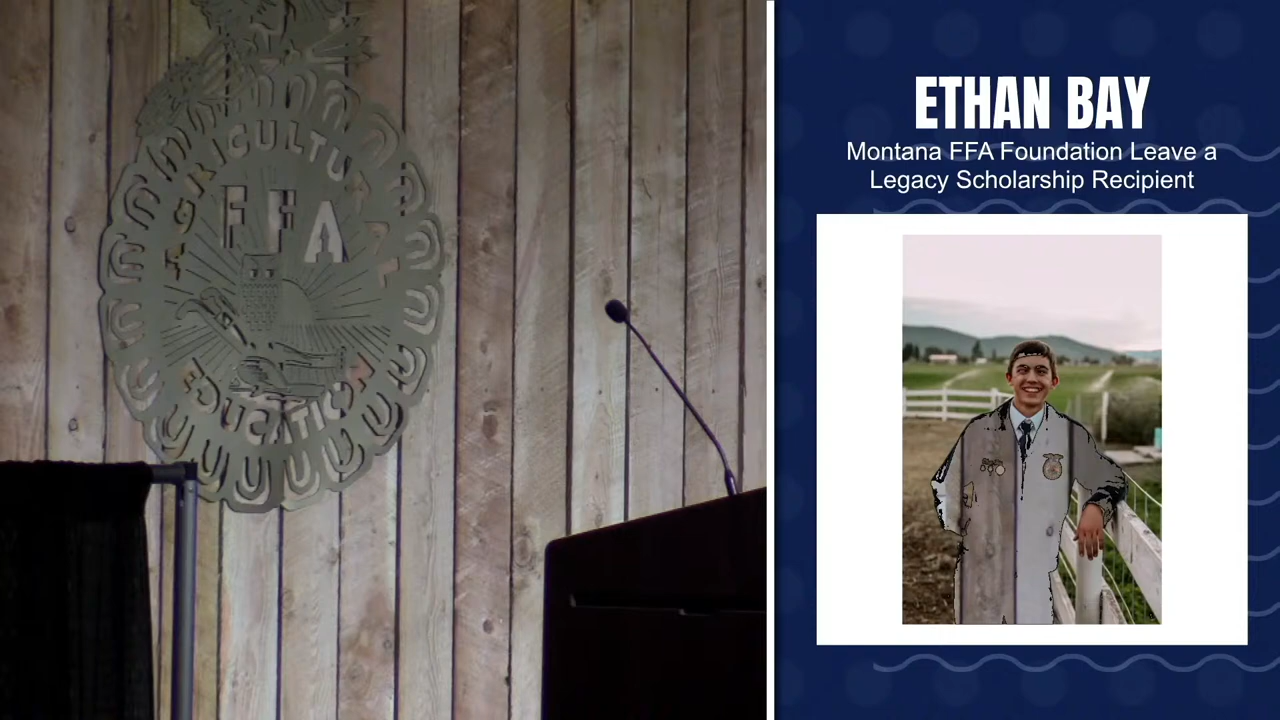 AGRICULTURAL
FFA
EDUCATION
ETHAN BAY
Montana FFA Foundation Leave a
Legacy Scholarship Recipient